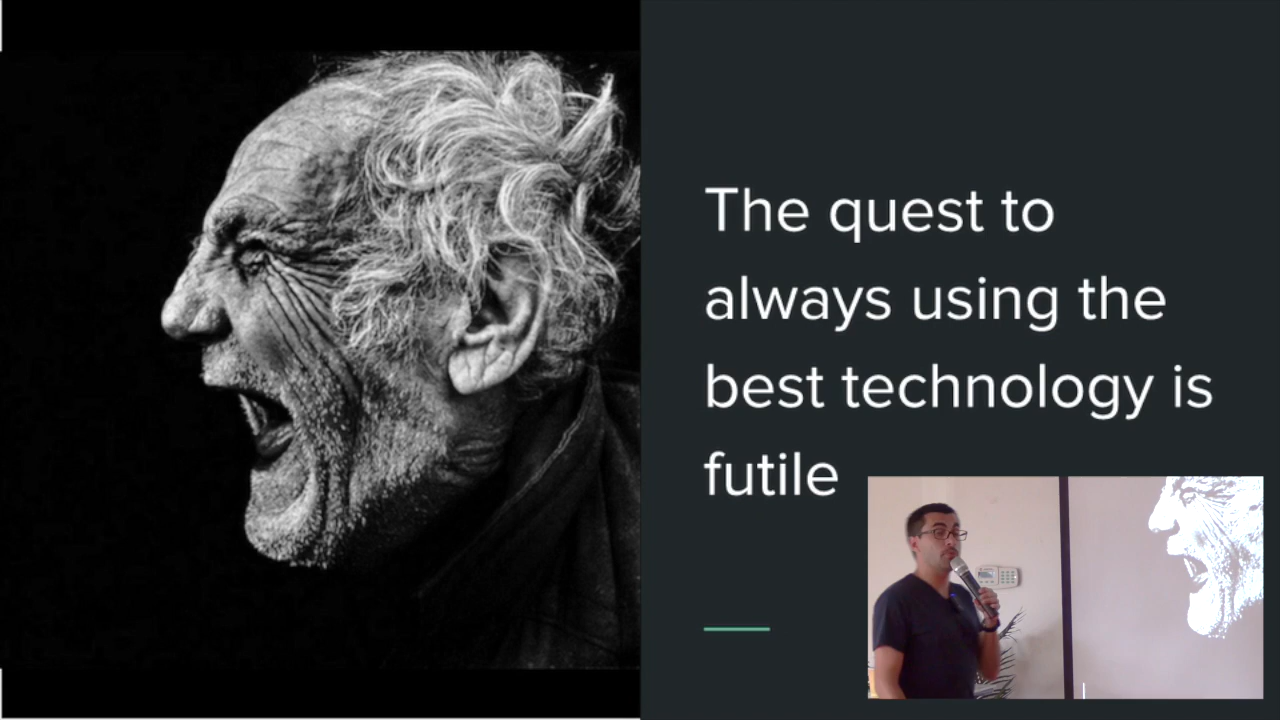 The quest to
always using the
best technology is
futile